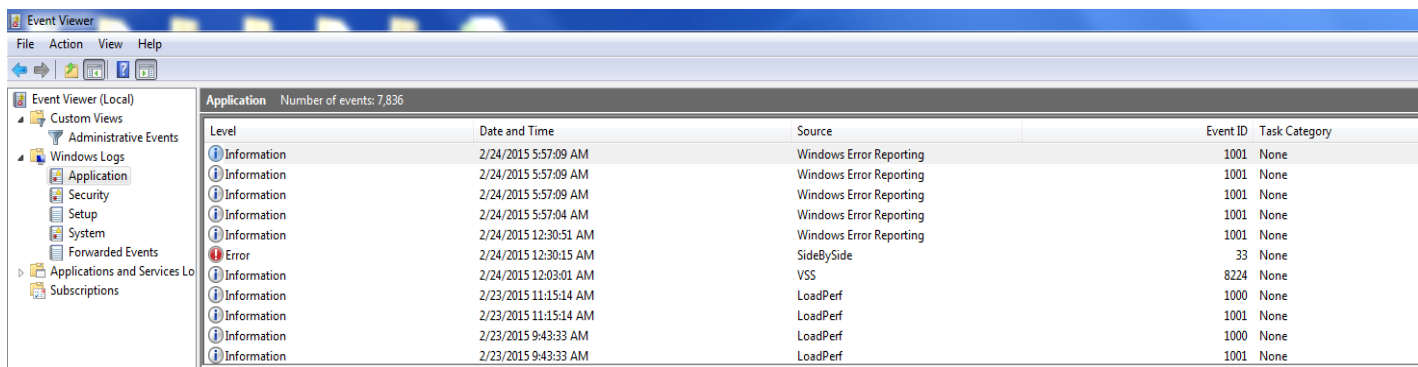 Event Viewer
File Action View Help
Event Viewer (Local)
Custom Views
Administrative Events
Windows Logs
Application
Security
Setup
System
Forwarded Events
Applications and Services Lo
Subscriptions
Application Number of events: 7,836
Level Date and Time Source Event ID Task Category
Information 2/24/2015 5:57:09 AM Windows Error Reporting 1001 None
Information 2/24/2015 5:57:09 AM Windows Error Reporting 1001 None
Information 2/24/2015 5:57:09 AM Windows Error Reporting 1001 None
Information 2/24/2015 5:57:04 AM Windows Error Reporting 1001 None
Information 2/24/2015 12:30:51 AM Windows Error Reporting 1001 None
Error 2/24/2015 12:30:15 AM SideBySide 33 None
Information 2/24/2015 12:03:01 AM VSS 8224 None
Information 2/23/2015 11:15:14 AM LoadPerf 1000 None
Information 2/23/2015 11:15:14 AM LoadPerf 1001 None
Information 2/23/2015 9:43:33 AM LoadPerf 1000 None
Information 2/23/2015 9:43:33 AM LoadPerf 1001 None